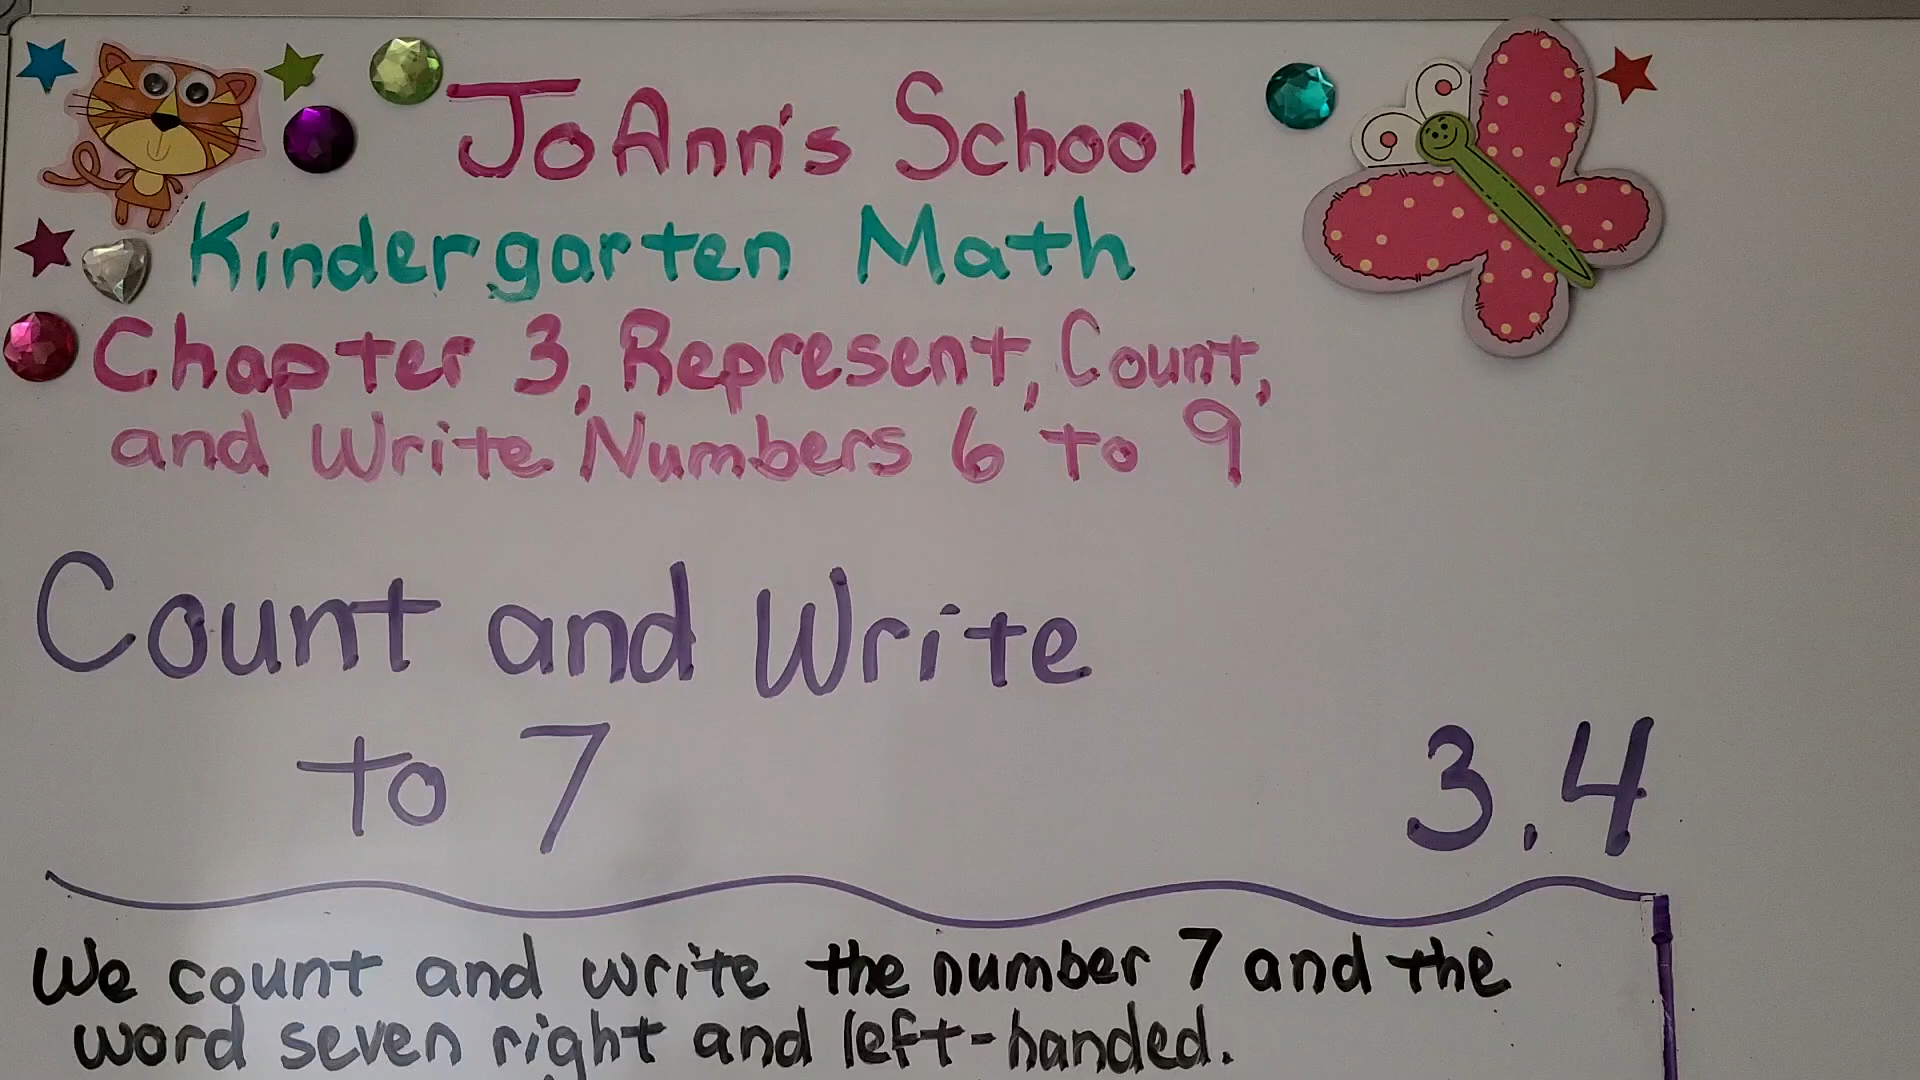 JoAnn's School
Kindergarten Math
Chapter 3, Represent, Count,
and Write Numbers 6 to 9
Count and Write
to 7
3.4
We count and write the number 7 and the
word seven right and left-handed.